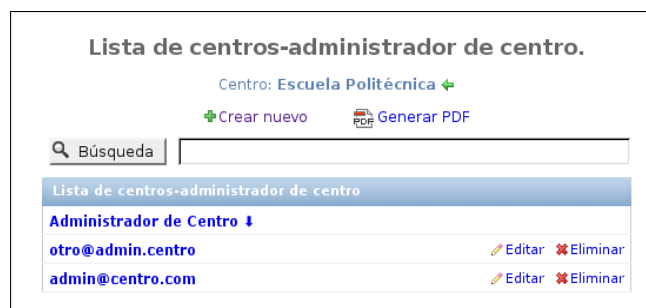 Lista de centros-administrador de centro.
Centro: Escuela Politécnica
Crear nuevo PDF Generar PDF
Búsqueda
Lista de centros-administrador de centro
Administrador de Centro
otro@admin.centro Editar Eliminar
admin@centro.com Editar Eliminar